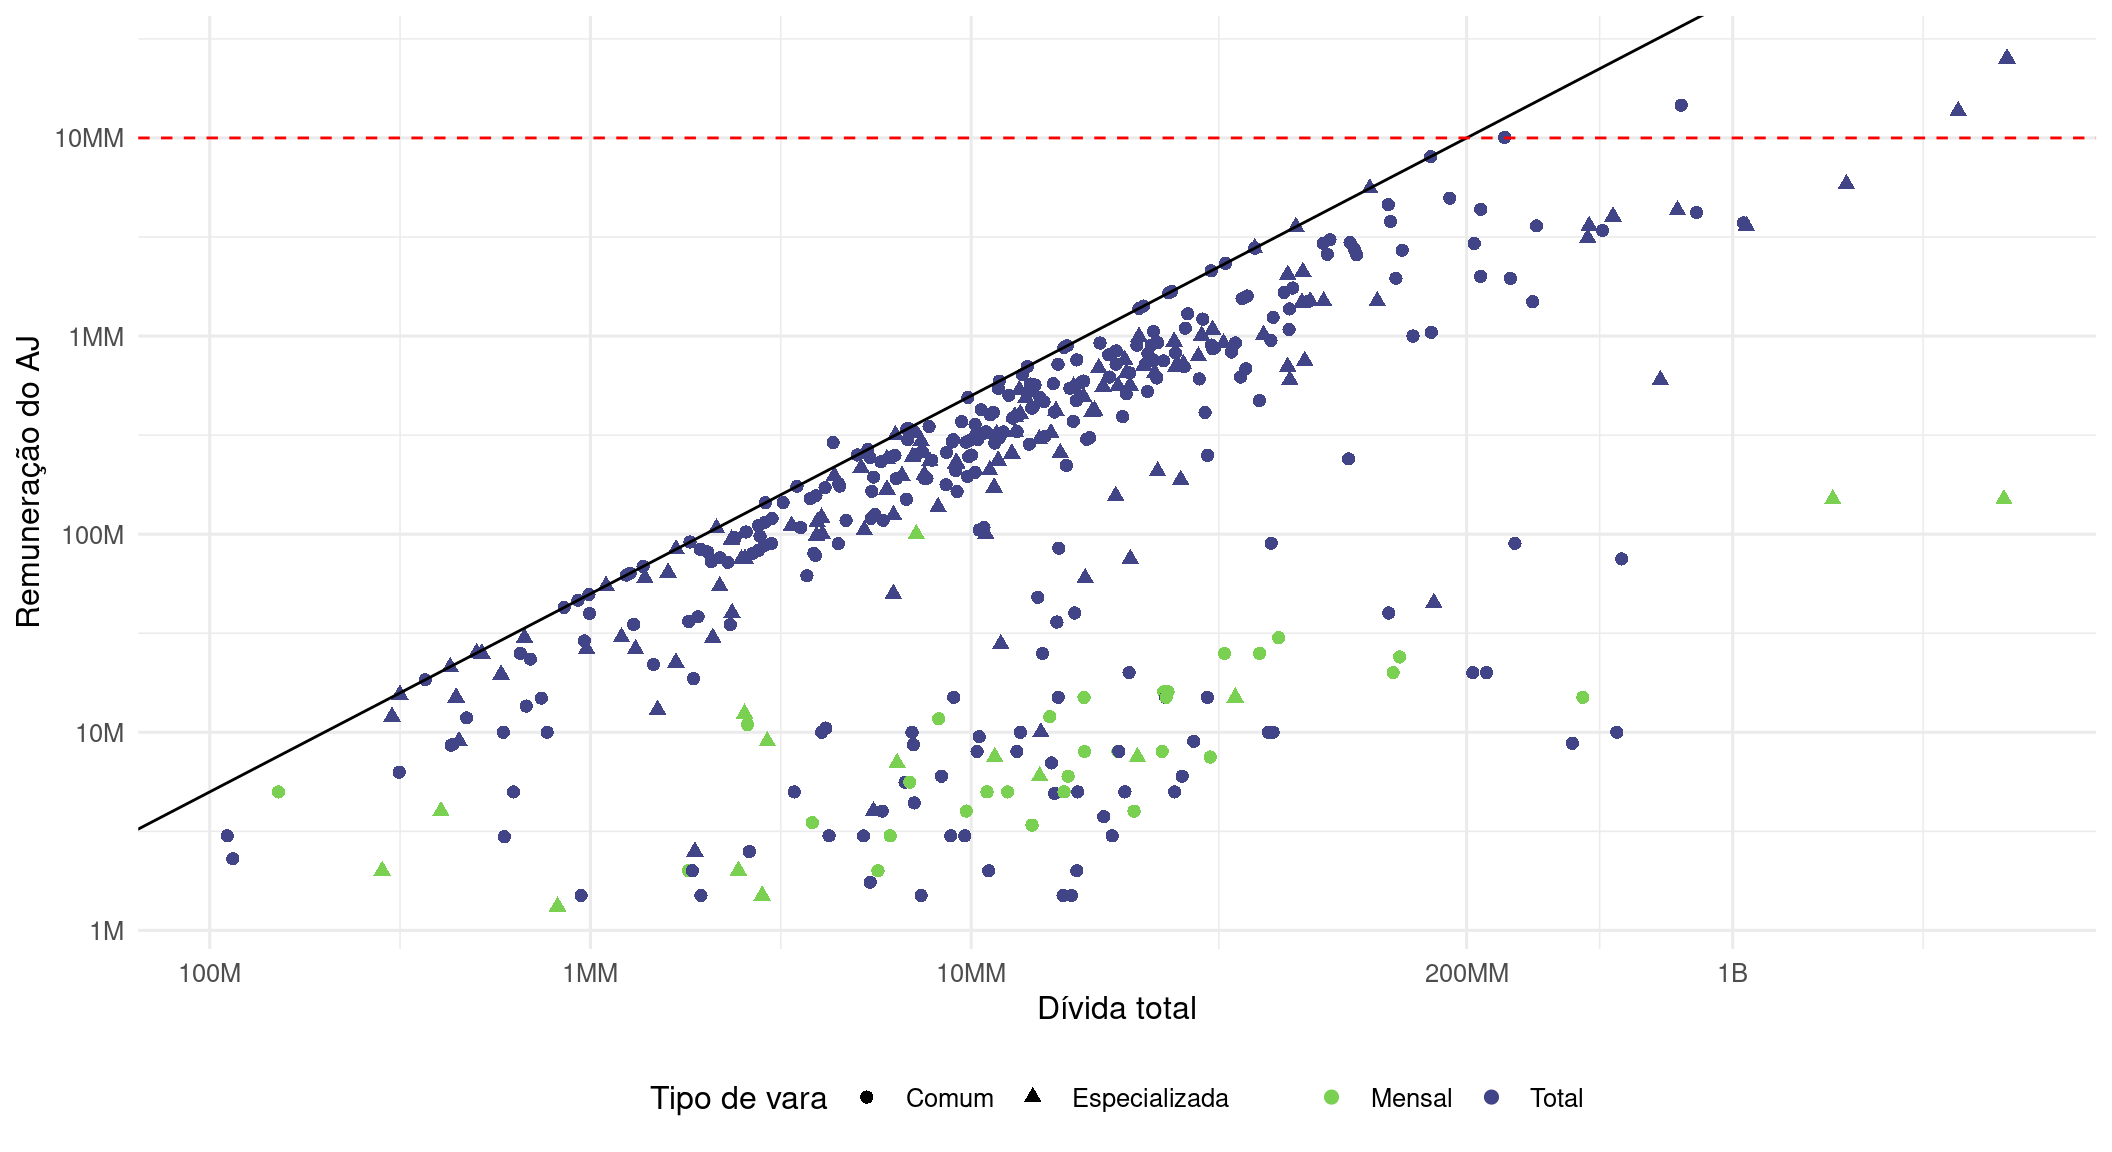 Remuneração do AJ
10MM
1MM
100M
10M
1M
100M 1MM 10MM 200MM 1B
Dívida total
Tipo de vara Comum Especializada Mensal Total